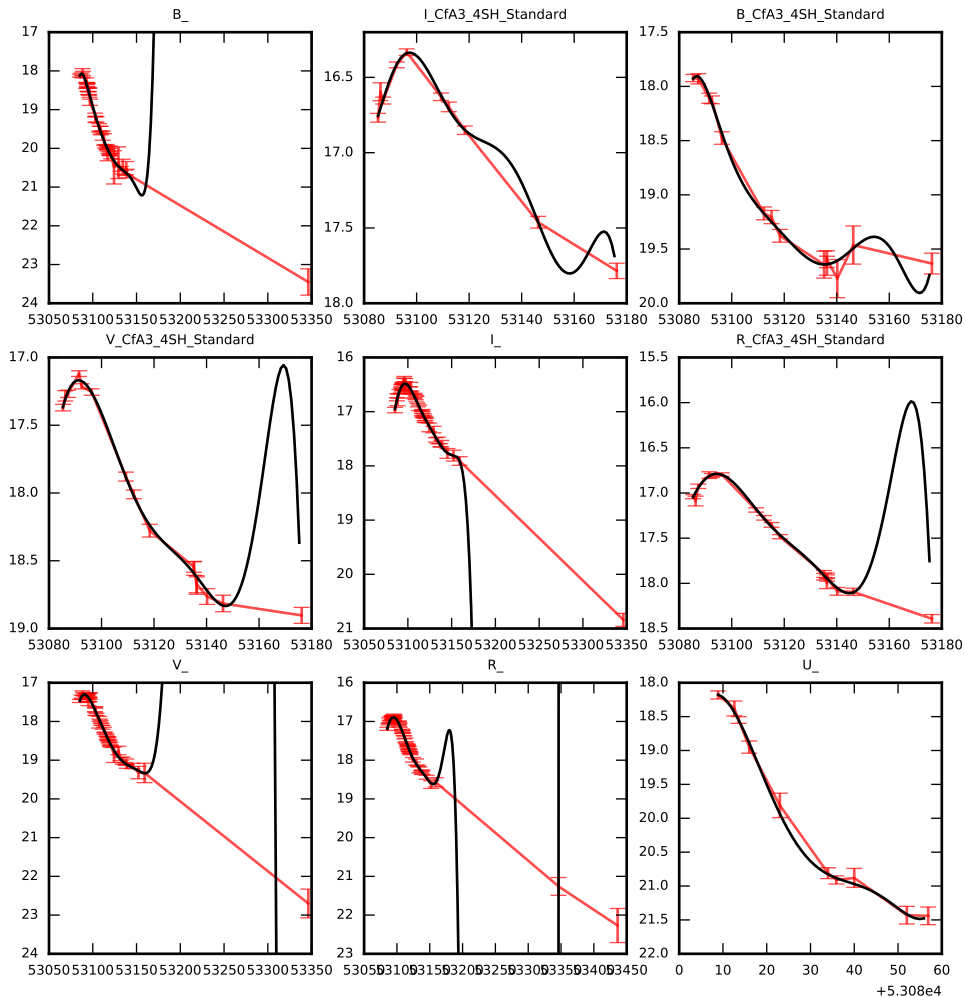 B_ I_CfA3_4SH_Standard B_CfA3_4SH_Standard
17 18 19 20 21 22 23 24
53050 53100 53150 53200 53250 53300 53350
16.5 17.0 17.5 18.0
53080 53100 53120 53140 53160 53180
17.5 18.0 18.5 19.0 19.5 20.0
53080 53100 53120 53140 53160 53180
V_CfA3_4SH_Standard I_ R_CfA3_4SH_Standard
17.0 17.5 18.0 18.5 19.0
53080 53100 53120 53140 53160 53180
16 17 18 19 20 21
53050 53100 53150 53200 53250 53300 53350
15.5 16.0 16.5 17.0 17.5 18.0 18.5
53080 53100 53120 53140 53160 53180
V_ R_ U_
17 18 19 20 21 22 23 24
53050 53100 53150 53200 53250 53300 53350
16 17 18 19 20 21 22 23
53050 53100 53150 53200 53250 53300 53350 53400 53450
18.0 18.5 19.0 19.5 20.0 20.5 21.0 21.5 22.0
0 10 20 30 40 50 60
+5.308e4